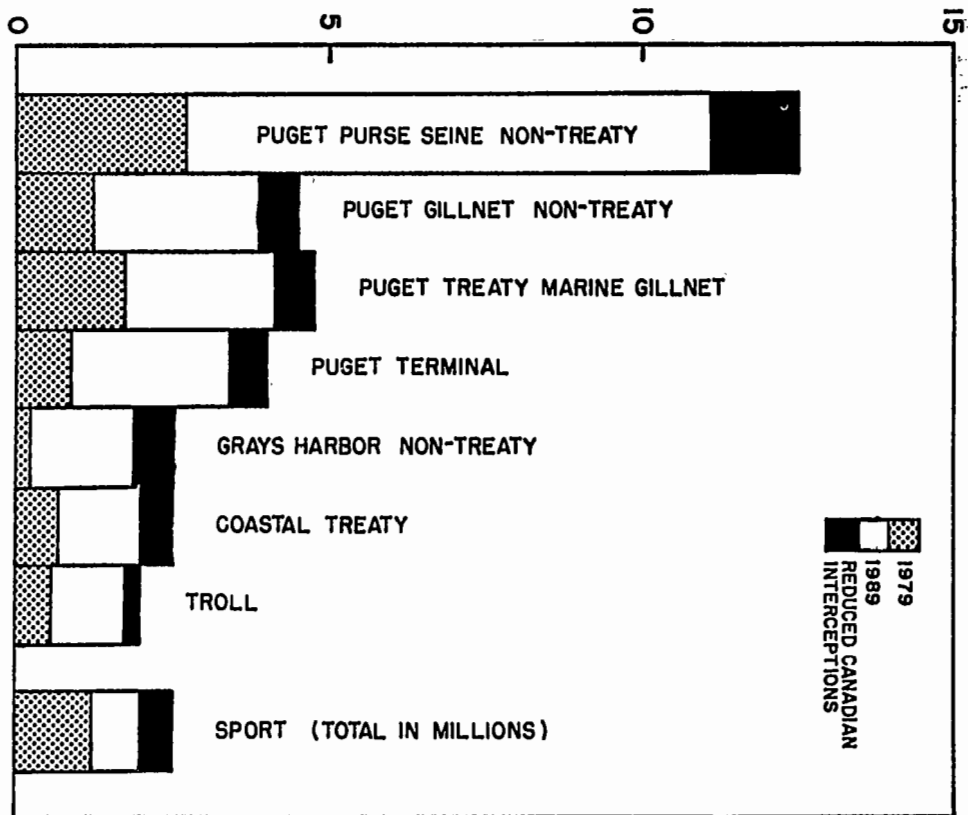 0
5
10
15
PUGET PURSE SEINE NON-TREATY
PUGET GILLNET NON-TREATY
PUGET TREATY MARINE GILLNET
PUGET TERMINAL
GRAYS HARBOR NON-TREATY
COASTAL TREATY
TROLL
SPORT (TOTAL IN MILLIONS)
1979
1989
REDUCED CANADIAN
INTERCEPTIONS